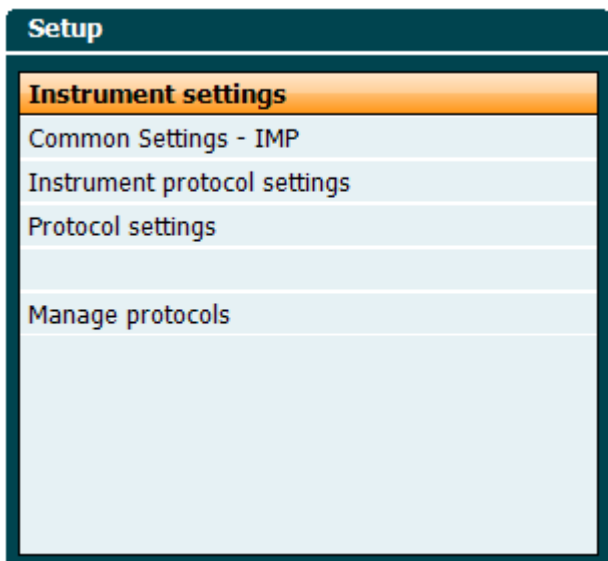 Setup
Instrument settings
Common Settings - IMP
Instrument protocol settings
Protocol settings
Manage protocols